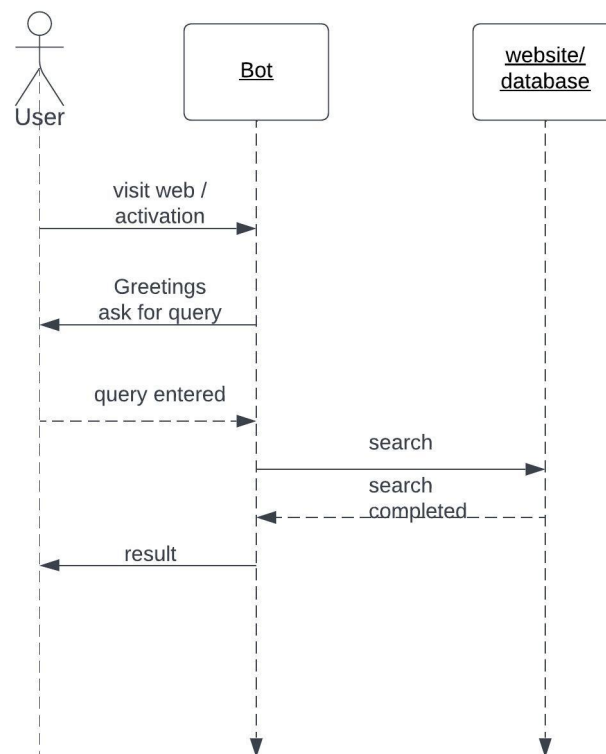 User
Bot
website/
database
visit web /
activation
Greetings
ask for query
query entered
search
search
completed
result